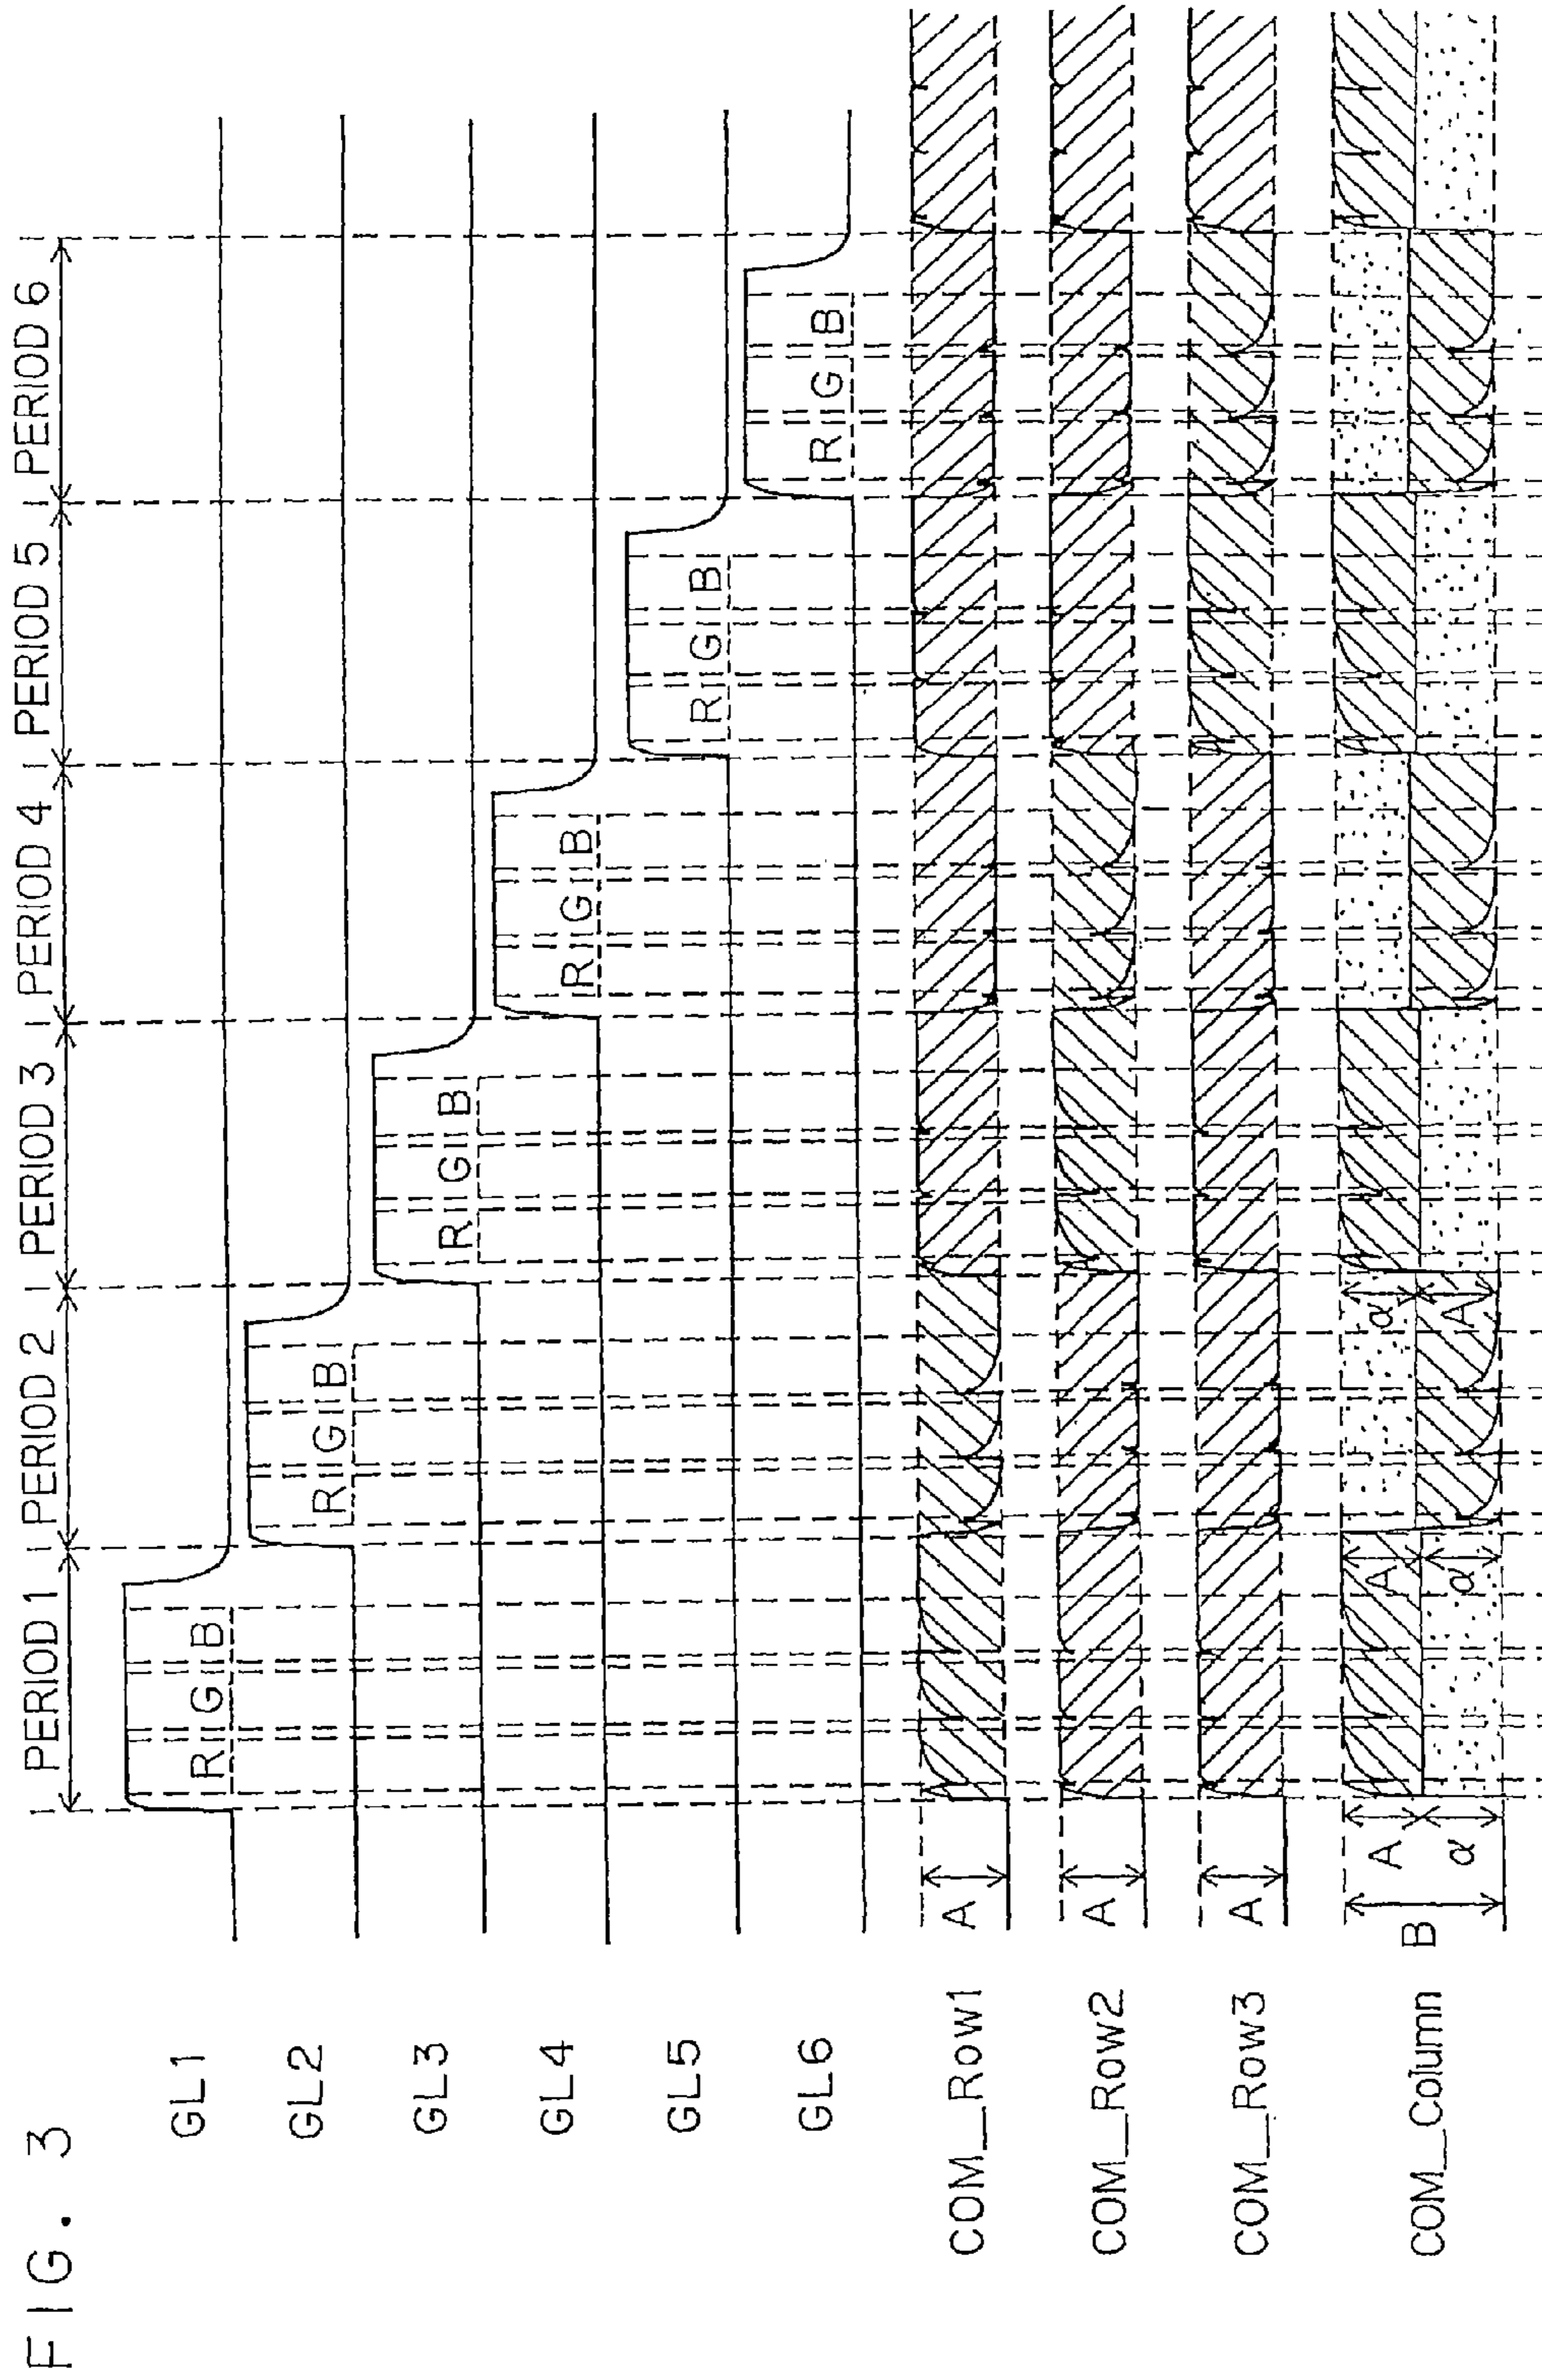 FIG. 3
PERIOD 1 PERIOD 2 PERIOD 3 PERIOD 4 PERIOD 5 PERIOD 6
GL1 R G B
GL2 R G B
GL3 R G B
GL4 R G B
GL5 R G B
GL6 R G B
COM_Row1 A
COM_Row2 A
COM_Row3 A
COM_Column B A α A α α A